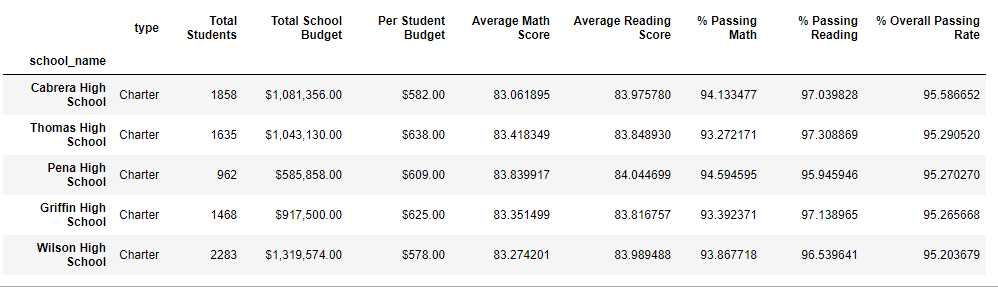 type Total Students Total School Budget Per Student Budget Average Math Score Average Reading Score % Passing Math % Passing Reading % Overall Passing Rate
school_name
Cabrera High School Charter 1858 $1,081,356.00 $582.00 83.061895 83.975780 94.133477 97.039828 95.586652
Thomas High School Charter 1635 $1,043,130.00 $638.00 83.418349 83.848930 93.272171 97.308869 95.290520
Pena High School Charter 962 $585,858.00 $609.00 83.839917 84.044699 94.594595 95.945946 95.270270
Griffin High School Charter 1468 $917,500.00 $625.00 83.351499 83.816757 93.392371 97.138965 95.265668
Wilson High School Charter 2283 $1,319,574.00 $578.00 83.274201 83.989488 93.867718 96.539641 95.203679